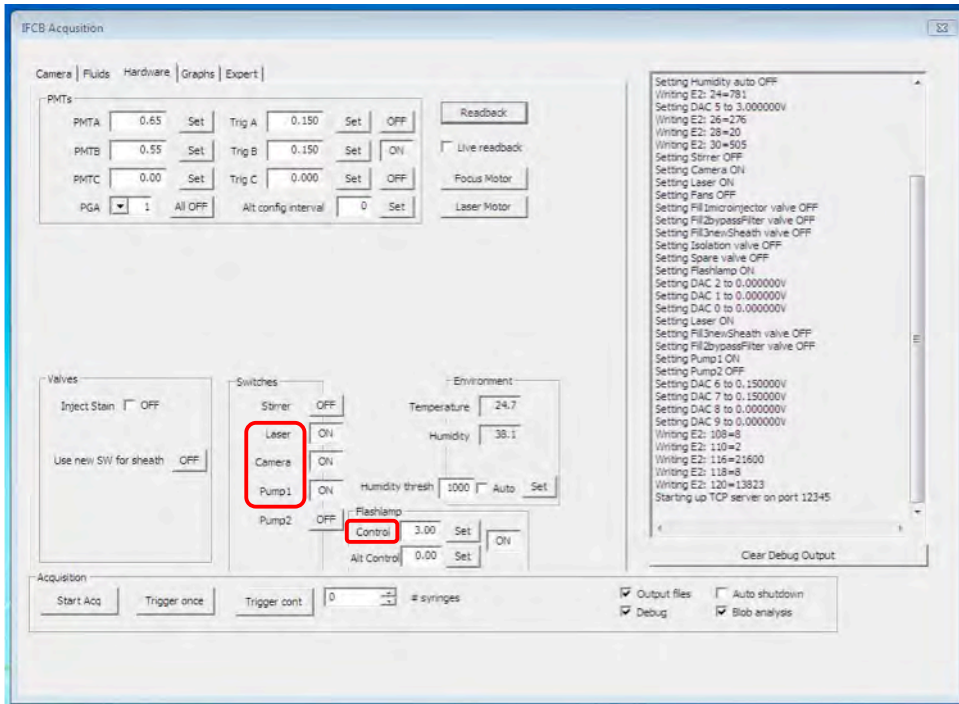 IFCB Acqusition
Camera | Fluids Hardware | Graphs | Expert |
PMTs
PMTA 0.65 Set Trig A 0.150 Set OFF
PMTB 0.55 Set Trig B 0.150 Set ON
PMTC 0.00 Set Trig C 0.000 Set OFF
PGA 1 All OFF Alt config interval 0 Set
Readback
Live readback
Focus Motor
Laser Motor
Valves
Inject Stain OFF
Use new SW for sheath OFF
Switches
Stirrer OFF
Laser ON
Camera ON
Pump1 ON
Pump2 OFF
Environment
Temperature 24.7
Humidity 38.1
Humidity thresh 1000 Auto Set
Flashlamp
Control 3.00 Set ON
Alt Control 0.00 Set
Setting Humidity auto OFF
Writing E2: 24=781
Setting DAC 5 to 3.000000V
Writing E2: 26=276
Writing E2: 28=20
Writing E2: 30=505
Setting Stirrer OFF
Setting Camera ON
Setting Laser ON
Setting Fans OFF
Setting Fill1microinjector valve OFF
Setting Fill2bypassFilter valve OFF
Setting Fill3newSheath valve OFF
Setting Isolation valve OFF
Setting Spare valve OFF
Setting Flashlamp ON
Setting DAC 2 to 0.000000V
Setting DAC 1 to 0.000000V
Setting DAC 0 to 0.000000V
Setting Laser ON
Setting Fill3newSheath valve OFF
Setting Fill2bypassFilter valve OFF
Setting Pump1 ON
Setting Pump2 OFF
Setting DAC 6 to 0.150000V
Setting DAC 7 to 0.150000V
Setting DAC 8 to 0.000000V
Setting DAC 9 to 0.000000V
Writing E2: 108=8
Writing E2: 110=2
Writing E2: 116=21600
Writing E2: 118=8
Writing E2: 120=13823
Starting up TCP server on port 12345
Clear Debug Output
Acquisition
Start Acq Trigger once Trigger cont 0 # syringes
Output files Auto shutdown
Debug Blob analysis